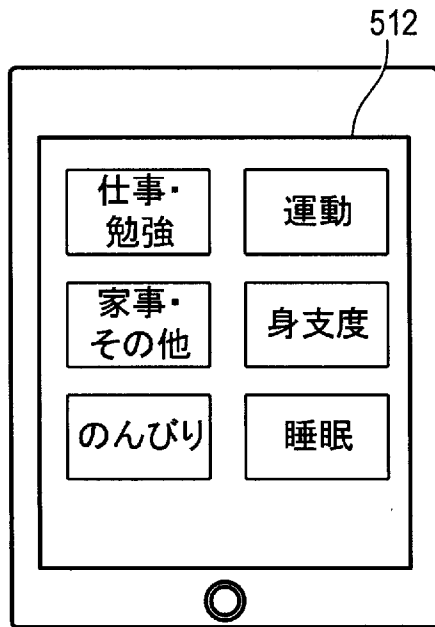 512
仕事・
勉強
運動
家事・
その他
身支度
のんびり
睡眠